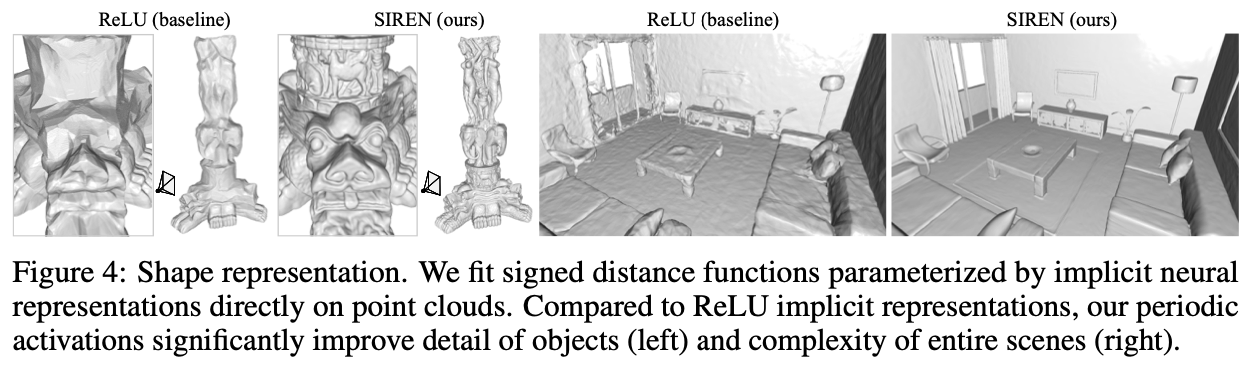 ReLU (baseline)
SIREN (ours)
ReLU (baseline)
SIREN (ours)
Figure 4: Shape representation. We fit signed distance functions parameterized by implicit neural
representations directly on point clouds. Compared to ReLU implicit representations, our periodic
activations significantly improve detail of objects (left) and complexity of entire scenes (right).